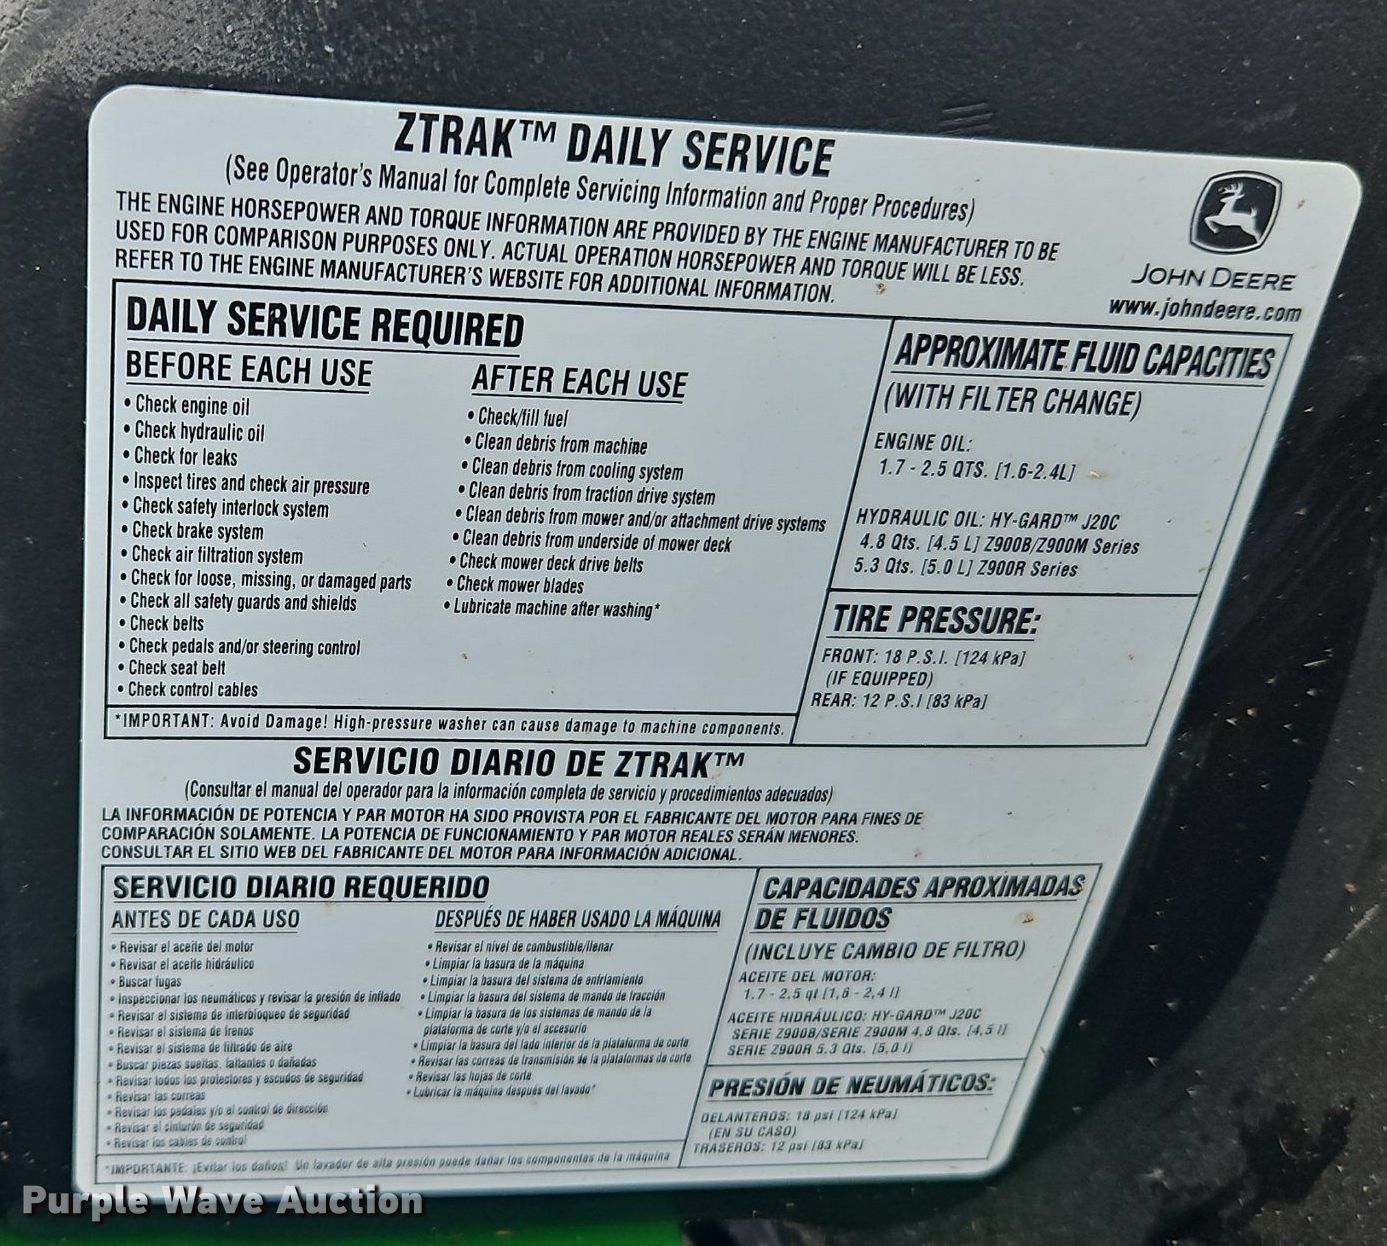 ZTRAK™ DAILY SERVICE
(See Operator's Manual for Complete Servicing Information and Proper Procedures)
THE ENGINE HORSEPOWER AND TORQUE INFORMATION ARE PROVIDED BY THE ENGINE MANUFACTURER TO BE
USED FOR COMPARISON PURPOSES ONLY. ACTUAL OPERATION HORSEPOWER AND TORQUE WILL BE LESS.
REFER TO THE ENGINE MANUFACTURER'S WEBSITE FOR ADDITIONAL INFORMATION.
JOHN DEERE
www.johndeere.com
DAILY SERVICE REQUIRED
BEFORE EACH USE
• Check engine oil
• Check hydraulic oil
• Check for leaks
• Inspect tires and check air pressure
• Check safety interlock system
• Check brake system
• Check air filtration system
• Check for loose, missing, or damaged parts
• Check all safety guards and shields
• Check belts
• Check pedals and/or steering control
• Check seat belt
• Check control cables
AFTER EACH USE
• Check/fill fuel
• Clean debris from machine
• Clean debris from cooling system
• Clean debris from traction drive system
• Clean debris from mower and/or attachment drive systems
• Clean debris from underside of mower deck
• Check mower deck drive belts
• Check mower blades
• Lubricate machine after washing*
*IMPORTANT: Avoid Damage! High-pressure washer can cause damage to machine components.
APPROXIMATE FLUID CAPACITIES
(WITH FILTER CHANGE)
ENGINE OIL:
1.7 - 2.5 QTS. [1.6-2.4L]
HYDRAULIC OIL: HY-GARD™ J20C
4.8 Qts. [4.5 L] Z900B/Z900M Series
5.3 Qts. [5.0 L] Z900R Series
TIRE PRESSURE:
FRONT: 18 P.S.I. [124 kPa]
(IF EQUIPPED)
REAR: 12 P.S.I [83 kPa]
SERVICIO DIARIO DE ZTRAK™
(Consultar el manual del operador para la información completa de servicio y procedimientos adecuados)
LA INFORMACIÓN DE POTENCIA Y PAR MOTOR HA SIDO PROVISTA POR EL FABRICANTE DEL MOTOR PARA FINES DE
COMPARACIÓN SOLAMENTE. LA POTENCIA DE FUNCIONAMIENTO Y PAR MOTOR REALES SERÁN MENORES.
CONSULTAR EL SITIO WEB DEL FABRICANTE DEL MOTOR PARA INFORMACIÓN ADICIONAL.
SERVICIO DIARIO REQUERIDO
ANTES DE CADA USO
• Revisar el aceite del motor
• Revisar el aceite hidráulico
• Buscar fugas
• Inspeccionar los neumáticos y revisar la presión de inflado
• Revisar el sistema de interbloqueo de seguridad
• Revisar el sistema de frenos
• Revisar el sistema de filtrado de aire
• Buscar piezas sueltas, faltantes o dañadas
• Revisar todos los protectores y escudos de seguridad
• Revisar las correas
• Revisar los pedales y/o el control de dirección
• Revisar el cinturón de seguridad
• Revisar los cables de control
DESPUÉS DE HABER USADO LA MÁQUINA
• Revisar el nivel de combustible/llenar
• Limpiar la basura de la máquina
• Limpiar la basura del sistema de enfriamiento
• Limpiar la basura del sistema de mando de tracción
• Limpiar la basura de los sistemas de mando de la
plataforma de corte y/o el accesorio
• Limpiar la basura del lado inferior de la plataforma de corte
• Revisar las correas de transmisión de la plataformas de corte
• Revisar las hojas de corte
• Lubricar la máquina después del lavado*
*IMPORTANTE: ¡Evitar los daños! Un lavador de alta presión puede dañar los componentes de la máquina
CAPACIDADES APROXIMADAS
DE FLUIDOS
(INCLUYE CAMBIO DE FILTRO)
ACEITE DEL MOTOR:
1.7 - 2.5 qt [1,6 - 2,4 l]
ACEITE HIDRÁULICO: HY-GARD™ J20C
SERIE Z900B/SERIE Z900M 4.8 Qts. [4,5 l]
SERIE Z900R 5.3 Qts. [5,0 l]
PRESIÓN DE NEUMÁTICOS:
DELANTEROS: 18 psi [124 kPa]
(EN SU CASO)
TRASEROS: 12 psi [83 kPa]
Purple Wave Auction